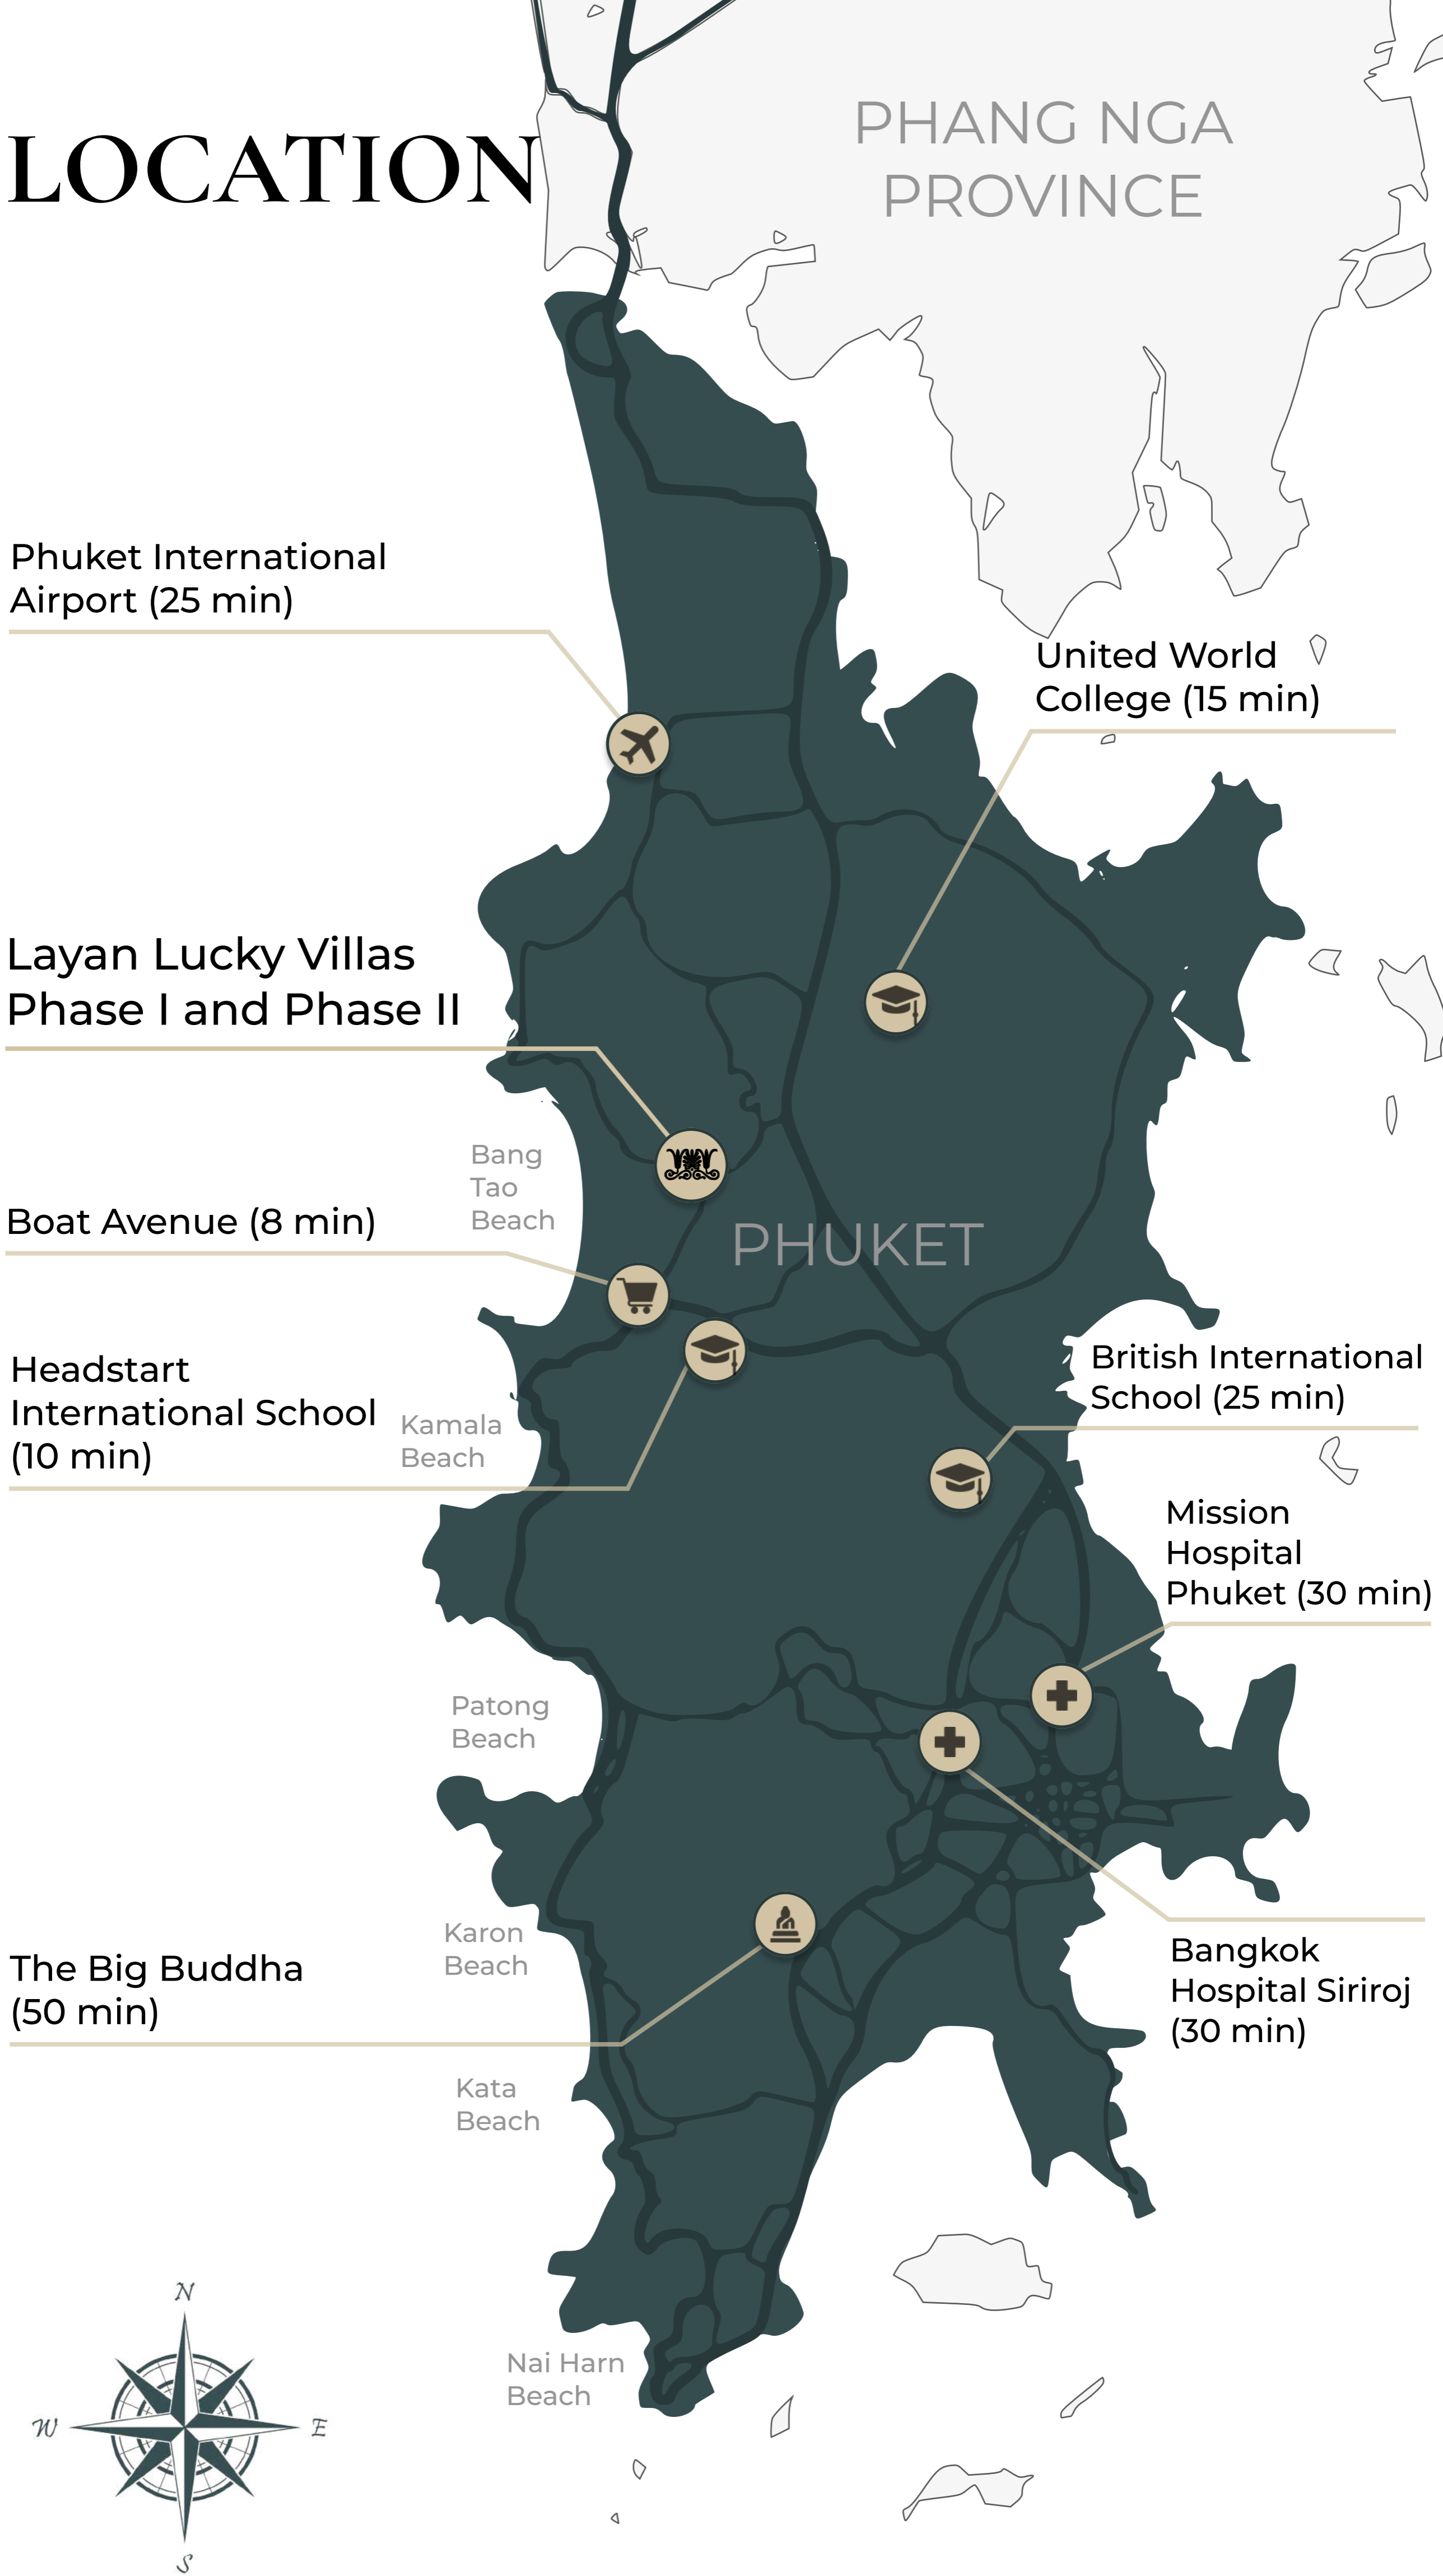 LOCATION
PHANG NGA
PROVINCE
Phuket International
Airport (25 min)
United World
College (15 min)
Layan Lucky Villas
Phase I and Phase II
Bang
Tao
Beach
Boat Avenue (8 min)
PHUKET
Headstart
International School
(10 min)
Kamala
Beach
British International
School (25 min)
Mission
Hospital
Phuket (30 min)
Patong
Beach
Karon
Beach
The Big Buddha
(50 min)
Bangkok
Hospital Siriroj
(30 min)
Kata
Beach
Nai Harn
Beach
N
W
E
S